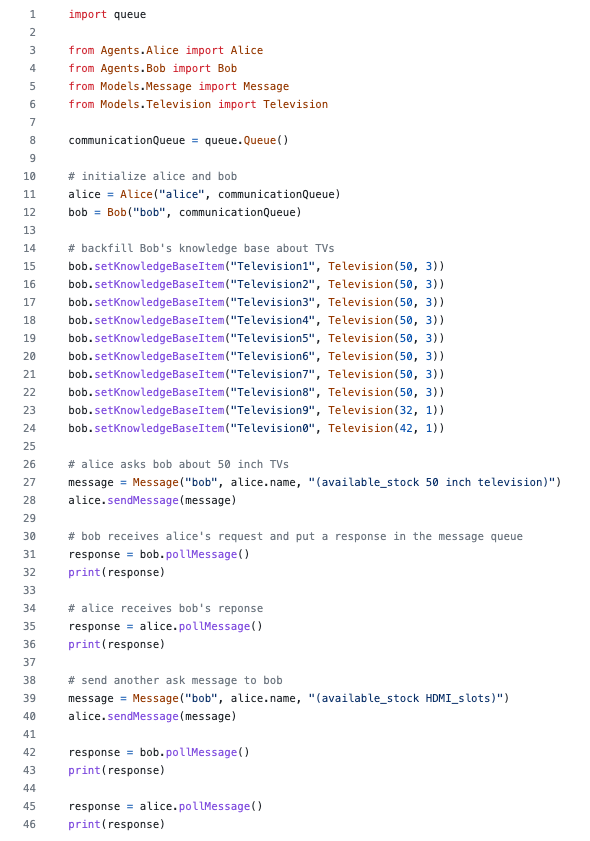 1 import queue
2
3 from Agents.Alice import Alice
4 from Agents.Bob import Bob
5 from Models.Message import Message
6 from Models.Television import Television
7
8 communicationQueue = queue.Queue()
9
10 # initialize alice and bob
11 alice = Alice("alice", communicationQueue)
12 bob = Bob("bob", communicationQueue)
13
14 # backfill Bob's knowledge base about TVs
15 bob.setKnowledgeBaseItem("Television1", Television(50, 3))
16 bob.setKnowledgeBaseItem("Television2", Television(50, 3))
17 bob.setKnowledgeBaseItem("Television3", Television(50, 3))
18 bob.setKnowledgeBaseItem("Television4", Television(50, 3))
19 bob.setKnowledgeBaseItem("Television5", Television(50, 3))
20 bob.setKnowledgeBaseItem("Television6", Television(50, 3))
21 bob.setKnowledgeBaseItem("Television7", Television(50, 3))
22 bob.setKnowledgeBaseItem("Television8", Television(50, 3))
23 bob.setKnowledgeBaseItem("Television9", Television(32, 1))
24 bob.setKnowledgeBaseItem("Television0", Television(42, 1))
25
26 # alice asks bob about 50 inch TVs
27 message = Message("bob", alice.name, "(available_stock 50 inch television)")
28 alice.sendMessage(message)
29
30 # bob receives alice's request and put a response in the message queue
31 response = bob.pollMessage()
32 print(response)
33
34 # alice receives bob's reponse
35 response = alice.pollMessage()
36 print(response)
37
38 # send another ask message to bob
39 message = Message("bob", alice.name, "(available_stock HDMI_slots)")
40 alice.sendMessage(message)
41
42 response = bob.pollMessage()
43 print(response)
44
45 response = alice.pollMessage()
46 print(response)